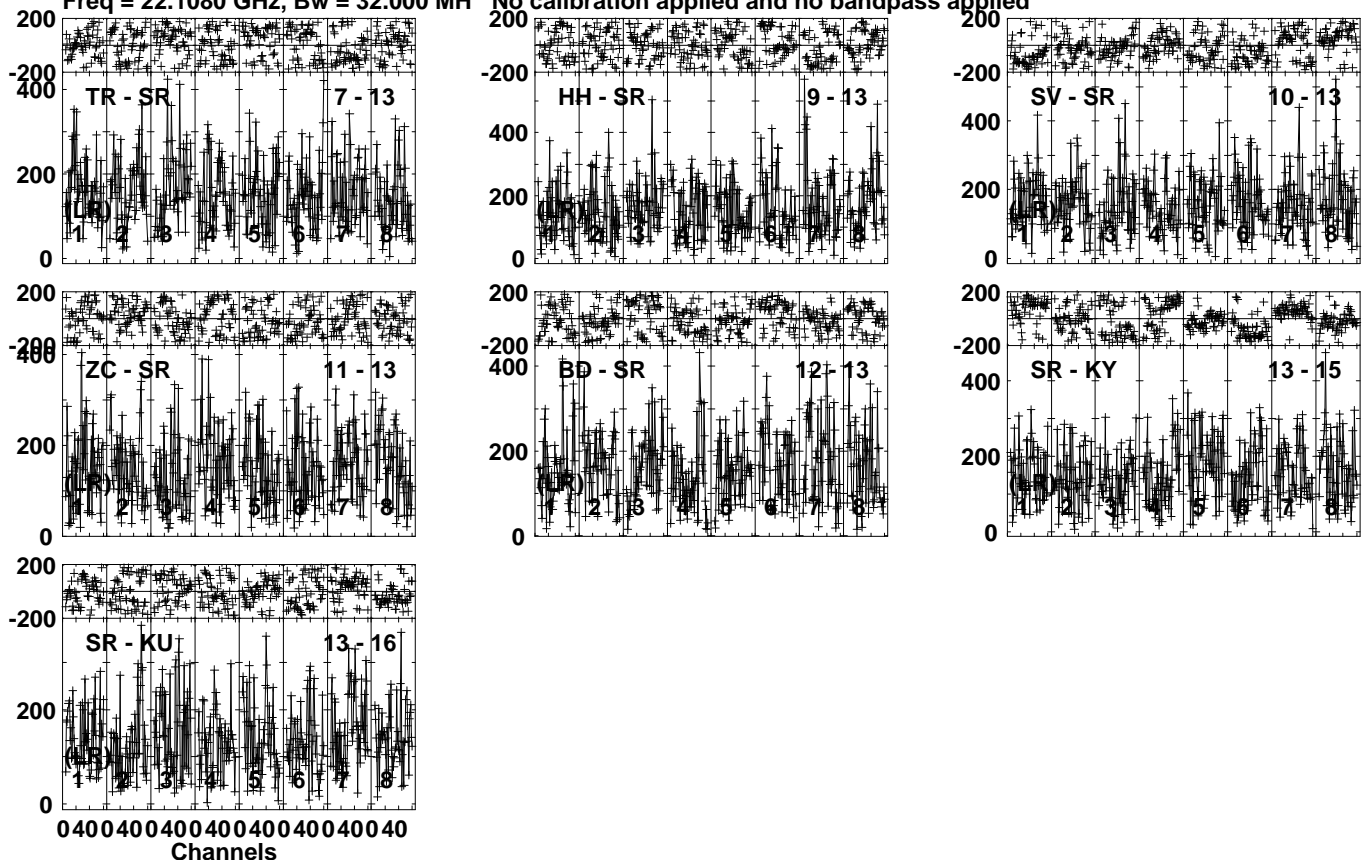 Freq = 22.1080 GHz, Bw = 32.000 MH No calibration applied and no bandpass applied
200
-200
400
200
0
TR - SR 7 - 13
(LR)
1 2 3 4 5 6 7 8
200
-200
400
200
0
HH - SR 9 - 13
(LR)
1 2 3 4 5 6 7 8
200
-200
400
200
0
SV - SR 10 - 13
(LR)
1 2 3 4 5 6 7 8
200
-200
400
200
0
ZC - SR 11 - 13
(LR)
1 2 3 4 5 6 7 8
200
-200
400
200
0
BD - SR 12 - 13
(LR)
1 2 3 4 5 6 7 8
200
-200
400
200
0
SR - KY 13 - 15
(LR)
1 2 3 4 5 6 7 8
200
-200
200
0
SR - KU 13 - 16
(LR)
1 2 3 4 5 6 7 8
0 40 0 40 0 40 0 40 0 40 0 40 0 40 0 40
Channels